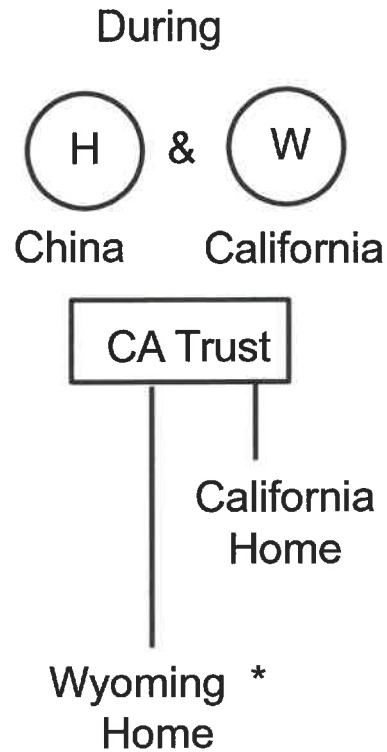 During
H & W
China California
CA Trust
California
Home
Wyoming *
Home